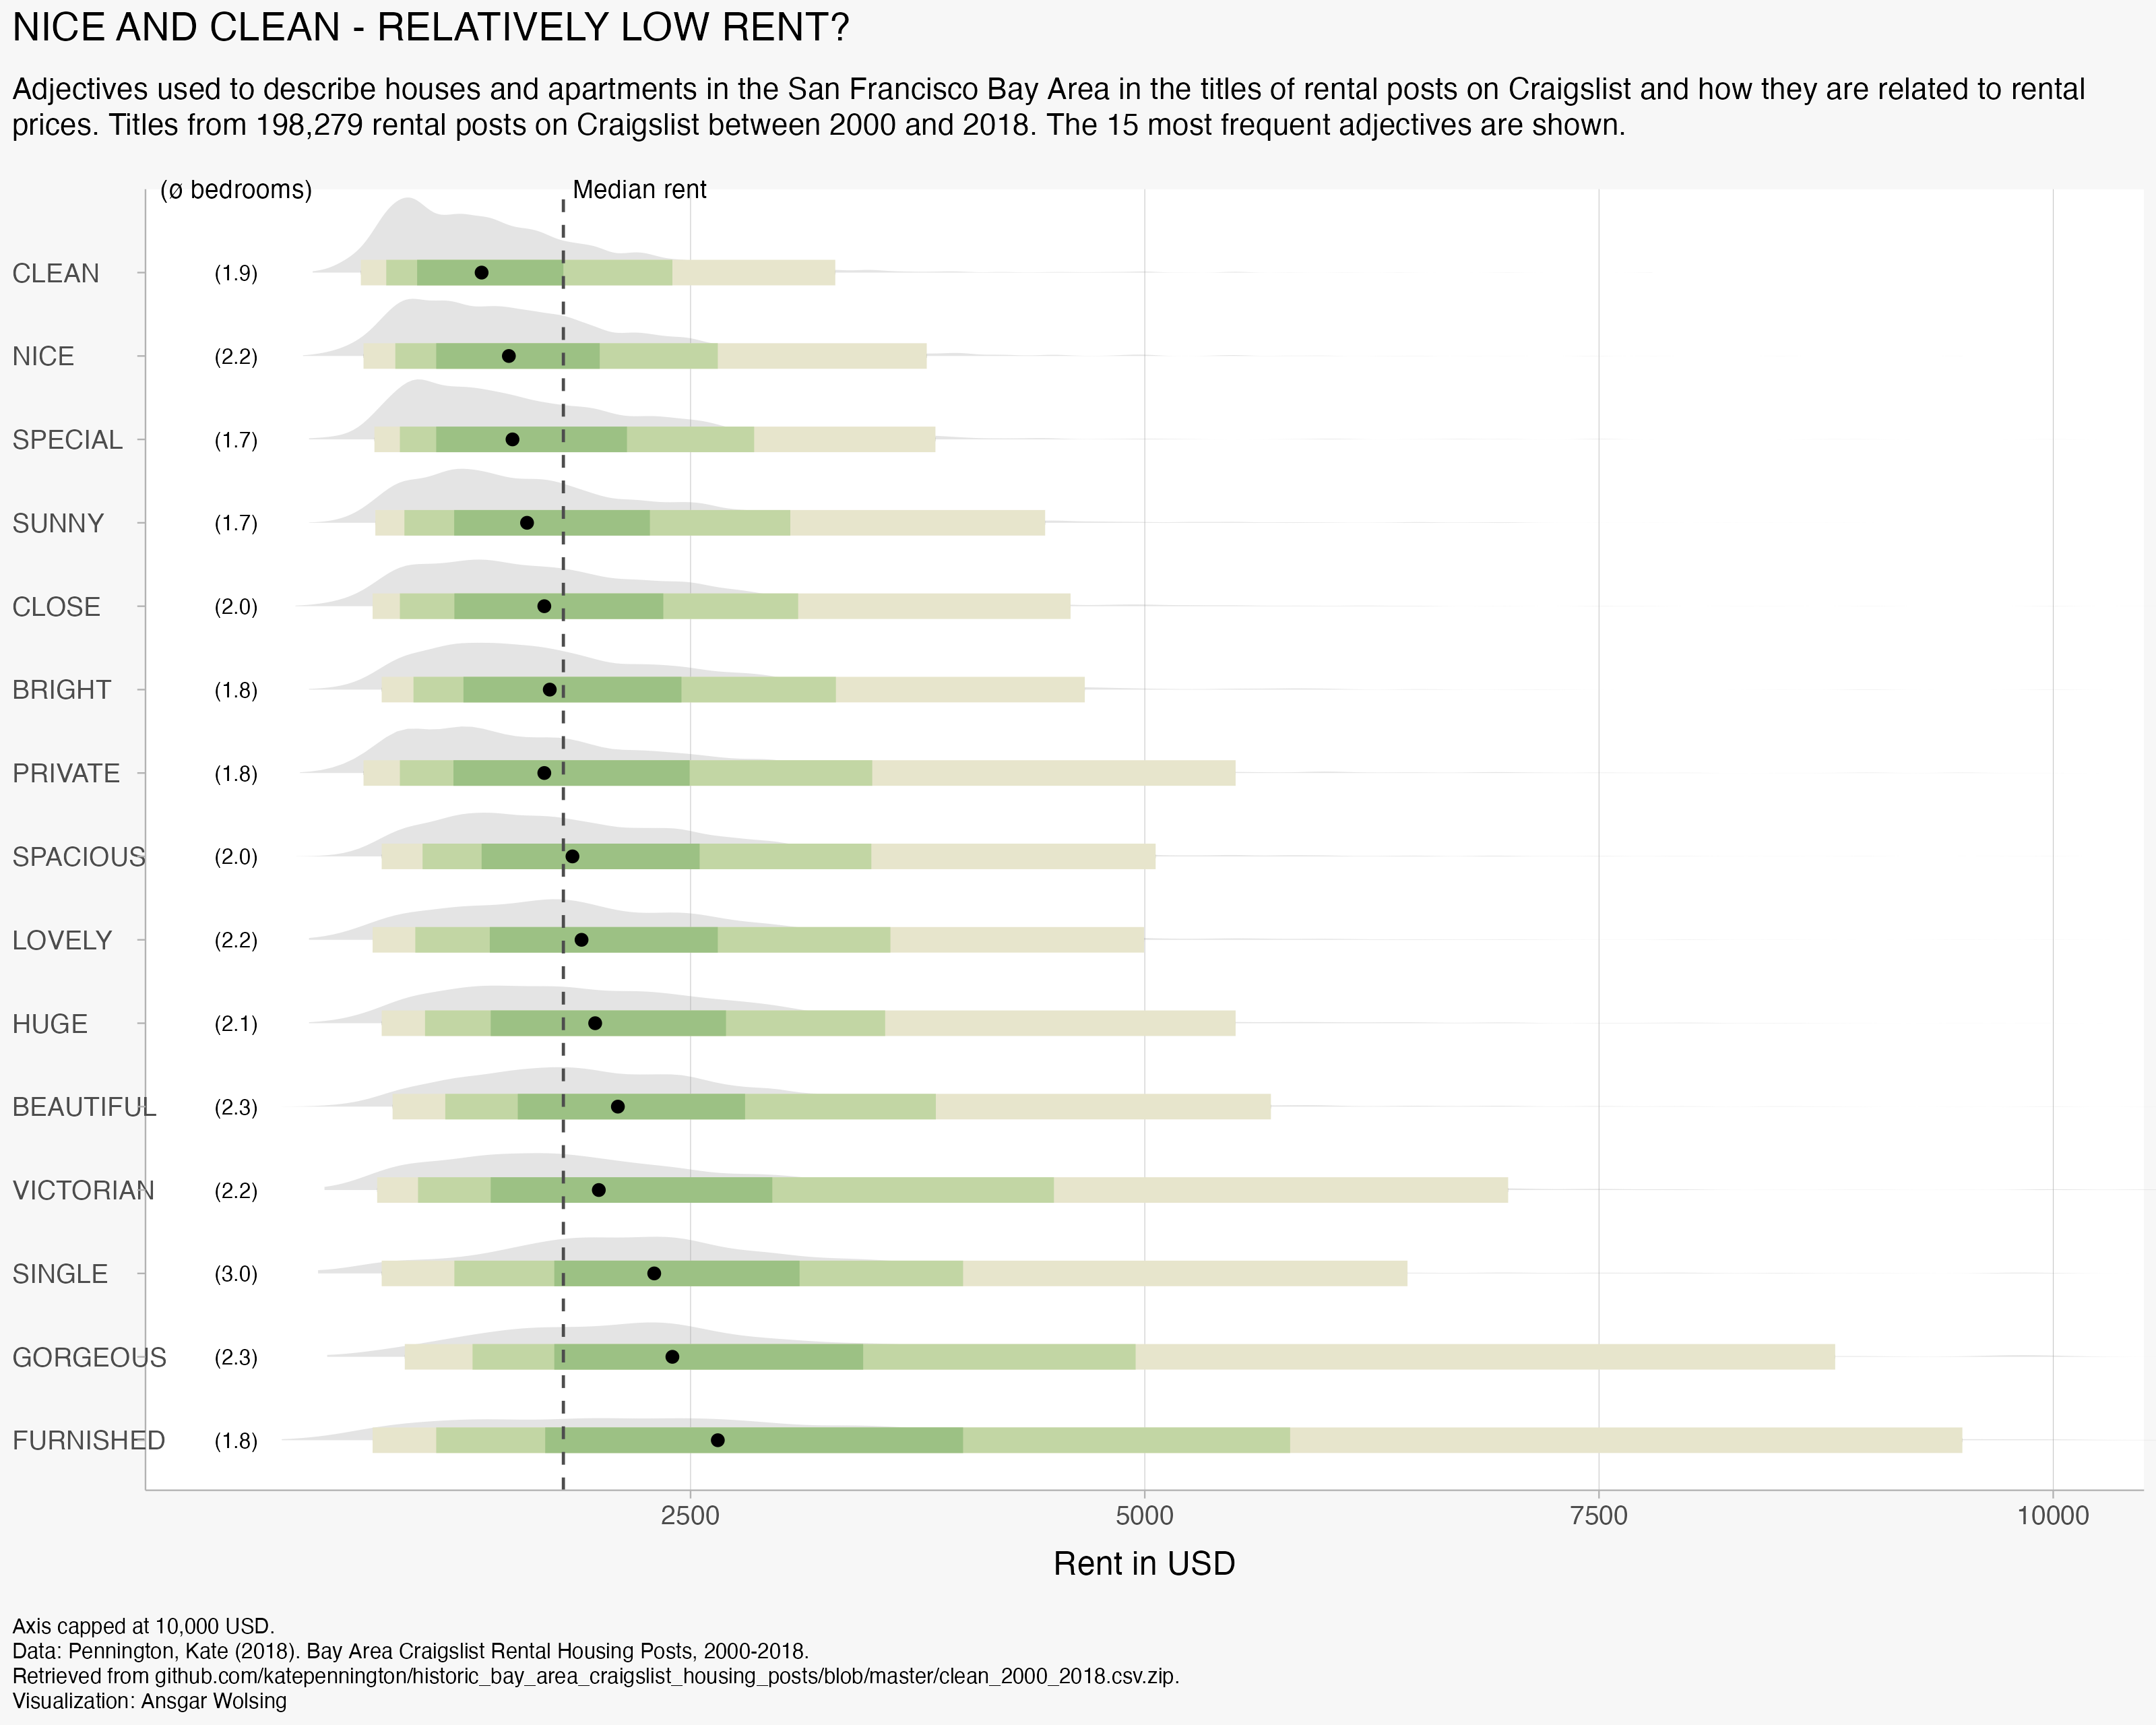 NICE AND CLEAN - RELATIVELY LOW RENT?
Adjectives used to describe houses and apartments in the San Francisco Bay Area in the titles of rental posts on Craigslist and how they are related to rental
prices. Titles from 198,279 rental posts on Craigslist between 2000 and 2018. The 15 most frequent adjectives are shown.
(ø bedrooms) Median rent
CLEAN (1.9)
NICE (2.2)
SPECIAL (1.7)
SUNNY (1.7)
CLOSE (2.0)
BRIGHT (1.8)
PRIVATE (1.8)
SPACIOUS (2.0)
LOVELY (2.2)
HUGE (2.1)
BEAUTIFUL (2.3)
VICTORIAN (2.2)
SINGLE (3.0)
GORGEOUS (2.3)
FURNISHED (1.8)
2500 5000 7500 10000
Rent in USD
Axis capped at 10,000 USD.
Data: Pennington, Kate (2018). Bay Area Craigslist Rental Housing Posts, 2000-2018.
Retrieved from github.com/katepennington/historic_bay_area_craigslist_housing_posts/blob/master/clean_2000_2018.csv.zip.
Visualization: Ansgar Wolsing